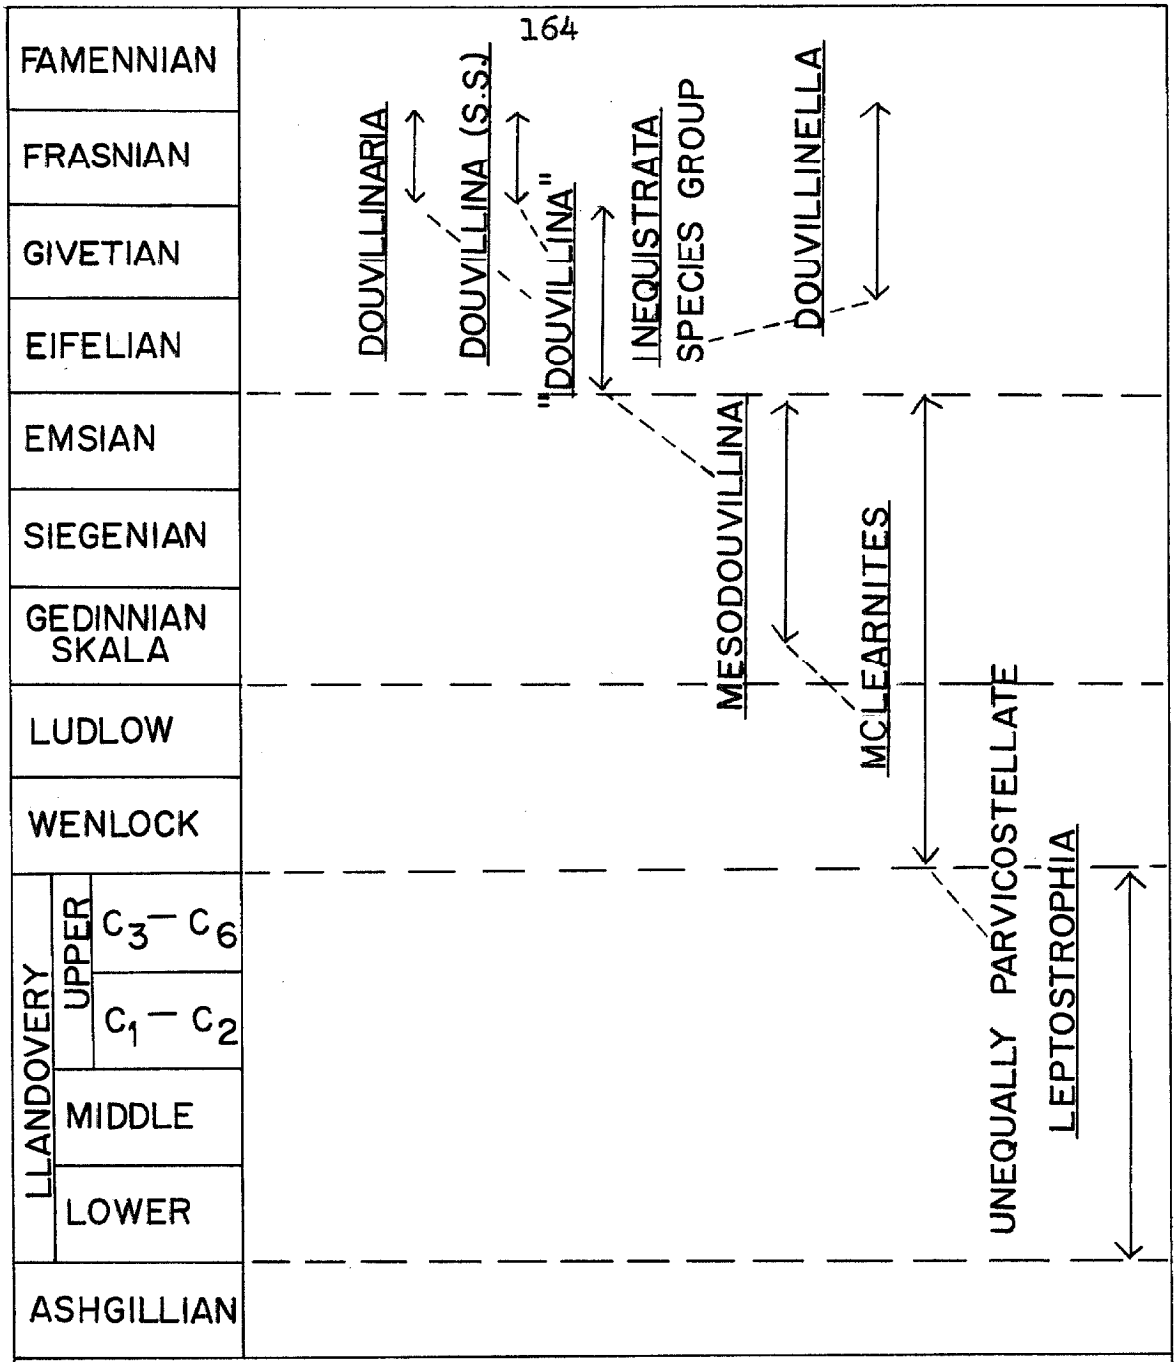 164
FAMENNIAN
FRASNIAN
GIVETIAN
EIFELIAN
EMSIAN
SIEGENIAN
GEDINNIAN
SKALA
LUDLOW
WENLOCK
LLANDOVERY
UPPER
C3— C6
C1— C2
MIDDLE
LOWER
ASHGILLIAN
DOUVILLINARIA
DOUVILLINA (S.S.)
"DOUVILLINA"
INEQUISTRATA
SPECIES GROUP
DOUVILLINELLA
MESODOUVILLINA
MCLEARNITES
UNEQUALLY PARVICOSTELLATE
LEPTOSTROPHIA